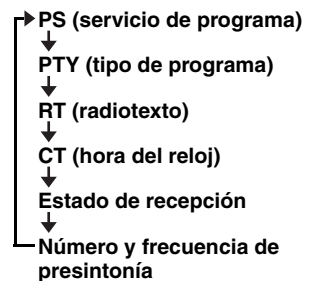 PS (servicio de programa)
PTY (tipo de programa)
RT (radiotexto)
CT (hora del reloj)
Estado de recepción
Número y frecuencia de
presintonía